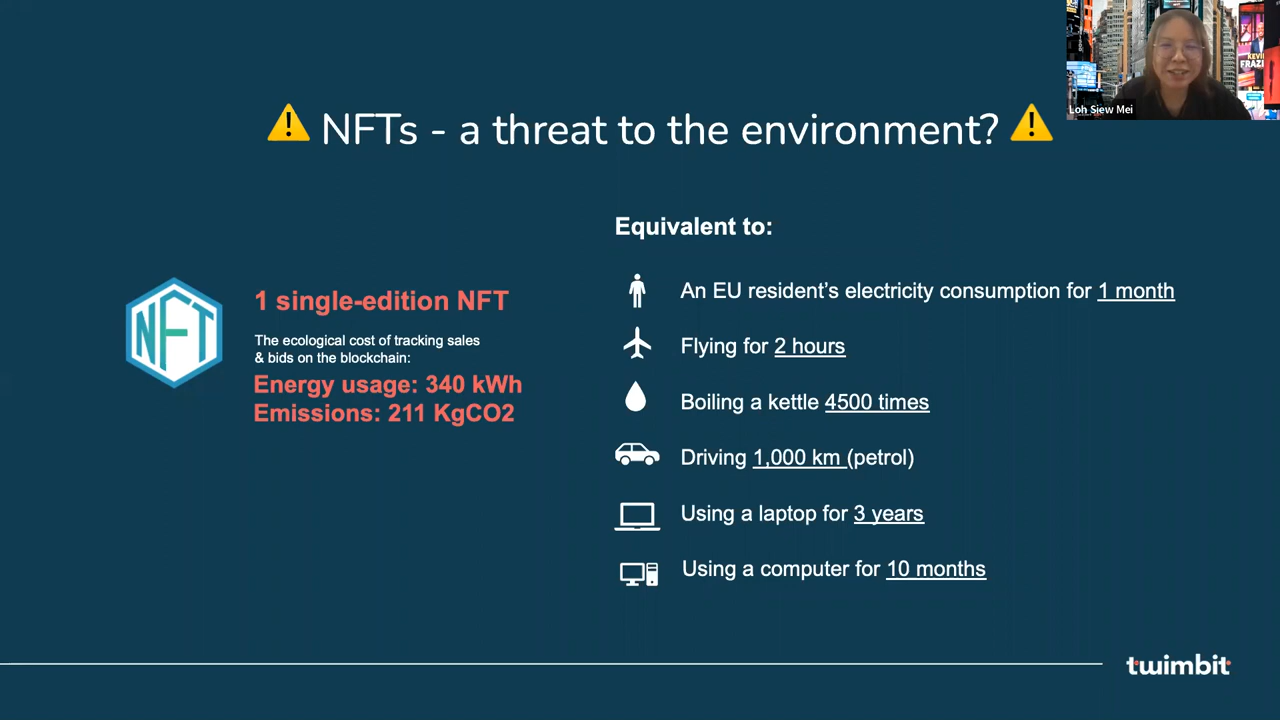 NFTs - a threat to the environment?
Loh Siew Mei
KEVI
FRAZI
Equivalent to:
NFT
1 single-edition NFT
The ecological cost of tracking sales
& bids on the blockchain:
Energy usage: 340 kWh
Emissions: 211 KgCO2
An EU resident’s electricity consumption for 1 month
Flying for 2 hours
Boiling a kettle 4500 times
Driving 1,000 km (petrol)
Using a laptop for 3 years
Using a computer for 10 months
twimbit